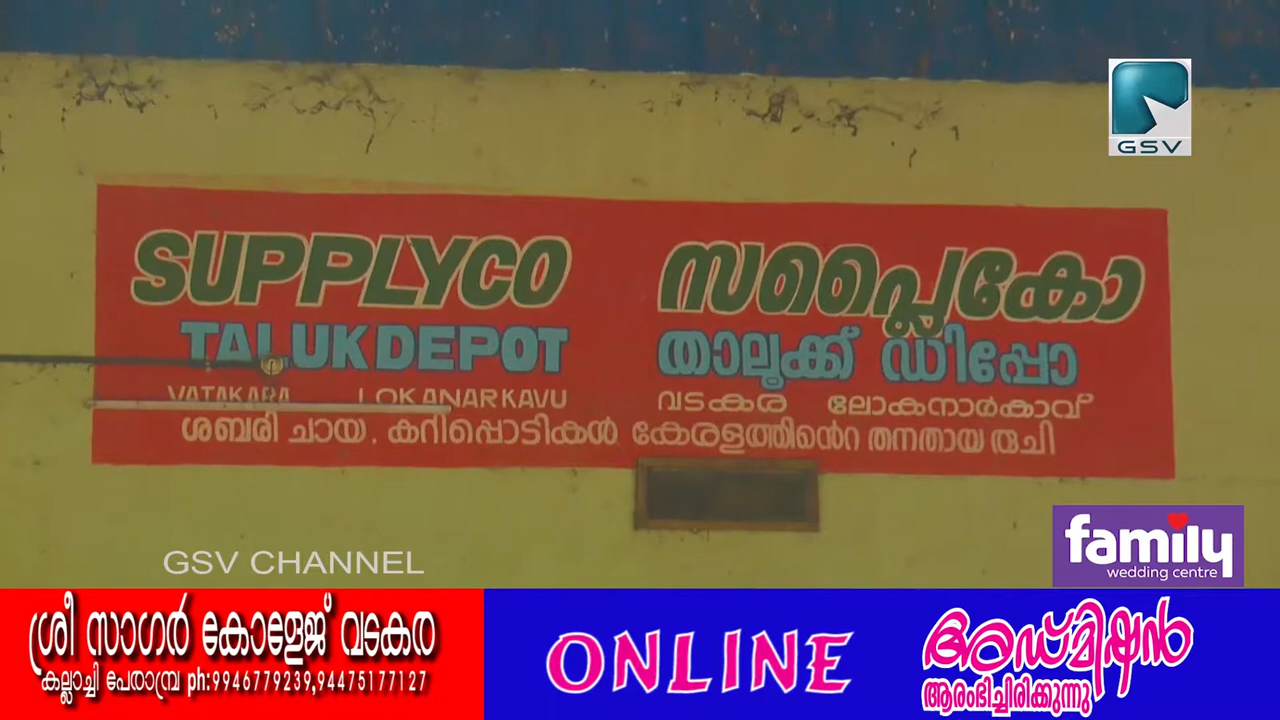 GSV
SUPPLYCO സപ്ലൈകോ
TALUK DEPOT താലൂക്ക് ഡിപ്പോ
VATAKARA LOKANARKAVU വടകര ലോകനാർകാവ്
ശബരി ചായ , കറിപ്പൊടികൾ കേരളത്തിൻെറ തനതായ രുചി
family
wedding centre
GSV CHANNEL
ശ്രീ സാഗർ കോളേജ് വടകര
കല്ലാച്ചി പേരാമ്പ്ര ph:9946779239,94475177127
ONLINE
അഡ്മിഷൻ
ആരംഭിച്ചിരിക്കുന്നു